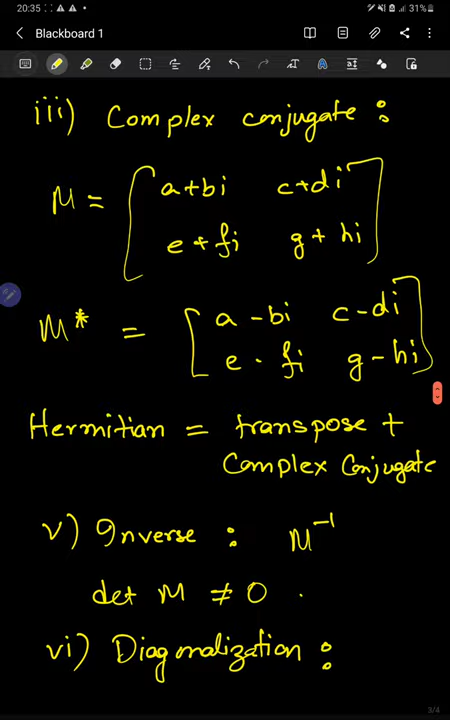 20:35
31%
Blackboard 1
iii) Complex conjugate :
M = [ a+bi c+di
e+fi g+hi ]
M* = [ a-bi c-di
e - fi g-hi ]
Hermitian = transpose +
Complex Conjugate
v) Inverse : M⁻¹
det M ≠ 0 .
vi) Diagonalization :
3/4